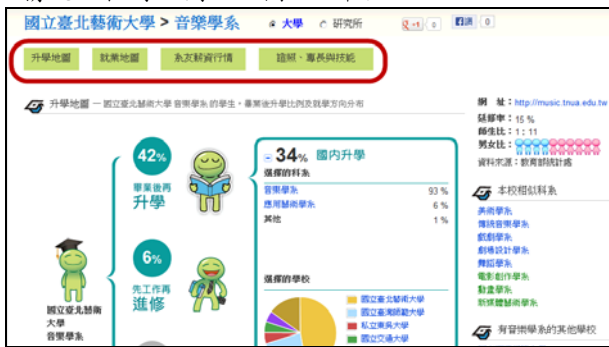 國立臺北藝術大學 > 音樂學系
大學
研究所
+1 0
讚 0
升學地圖
就業地圖
系友薪資行情
證照、專長與技能
升學地圖 — 國立臺北藝術大學 音樂學系 的學生，畢業後升學比例及就學方向分布
42%
畢業後再
升學
6%
先工作再
進修
國立臺北藝術
大學
音樂學系
34% 國內升學
選擇的科系
音樂學系 93 %
應用藝術學系 6 %
其他 1 %
選擇的學校
國立臺北藝術大學
國立臺灣師範大學
私立東吳大學
國立交通大學
網 址：http://music.tnua.edu.tw
延修率：15 %
師生比：1：11
男女比：
資料來源：教育部統計處
本校相似科系
美術學系
傳統音樂學系
戲劇學系
劇場設計學系
舞蹈學系
電影創作學系
動畫學系
新媒體藝術學系
有音樂學系的其他學校